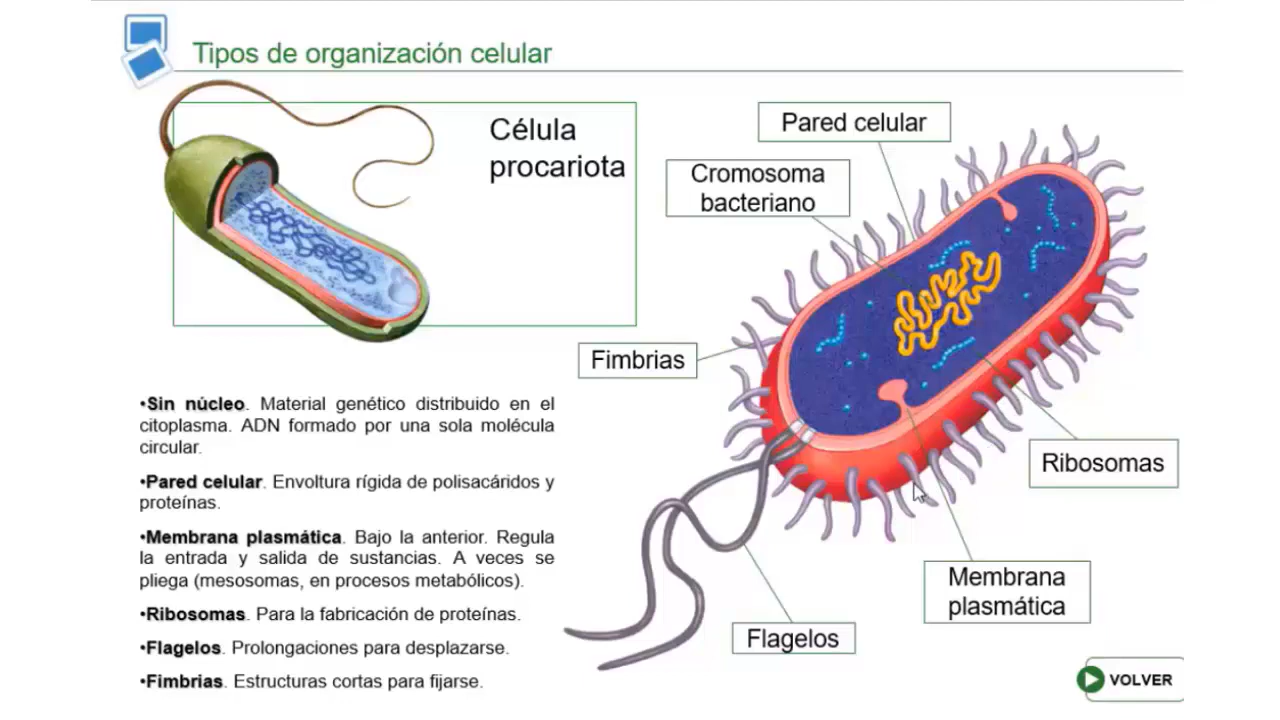 Tipos de organización celular
Célula
procariota
Pared celular
Cromosoma
bacteriano
Fimbrias
•Sin núcleo. Material genético distribuido en el
citoplasma. ADN formado por una sola molécula
circular.
•Pared celular. Envoltura rígida de polisacáridos y
proteínas.
•Membrana plasmática. Bajo la anterior. Regula
la entrada y salida de sustancias. A veces se
pliega (mesosomas, en procesos metabólicos).
•Ribosomas. Para la fabricación de proteínas.
•Flagelos. Prolongaciones para desplazarse.
•Fimbrias. Estructuras cortas para fijarse.
Ribosomas
Membrana
plasmática
Flagelos
VOLVER